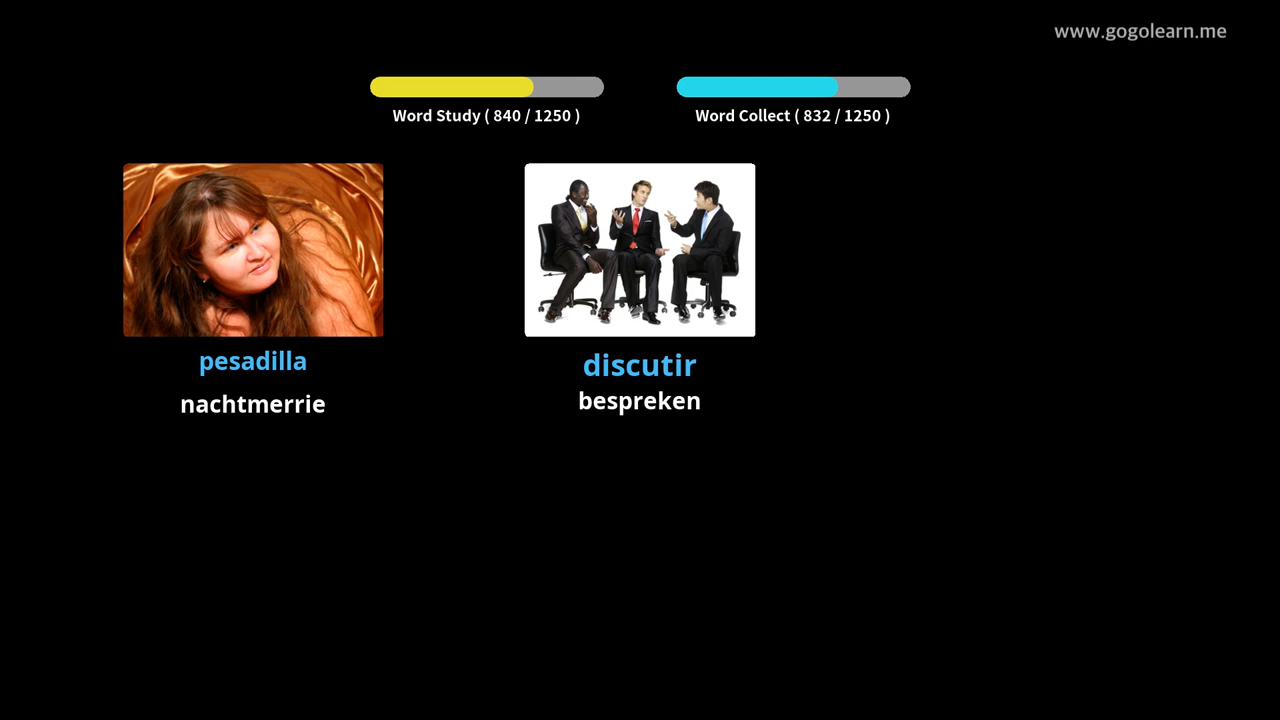 www.gogolearn.me
Word Study ( 840 / 1250 )
Word Collect ( 832 / 1250 )
pesadilla
nachtmerrie
discutir
bespreken